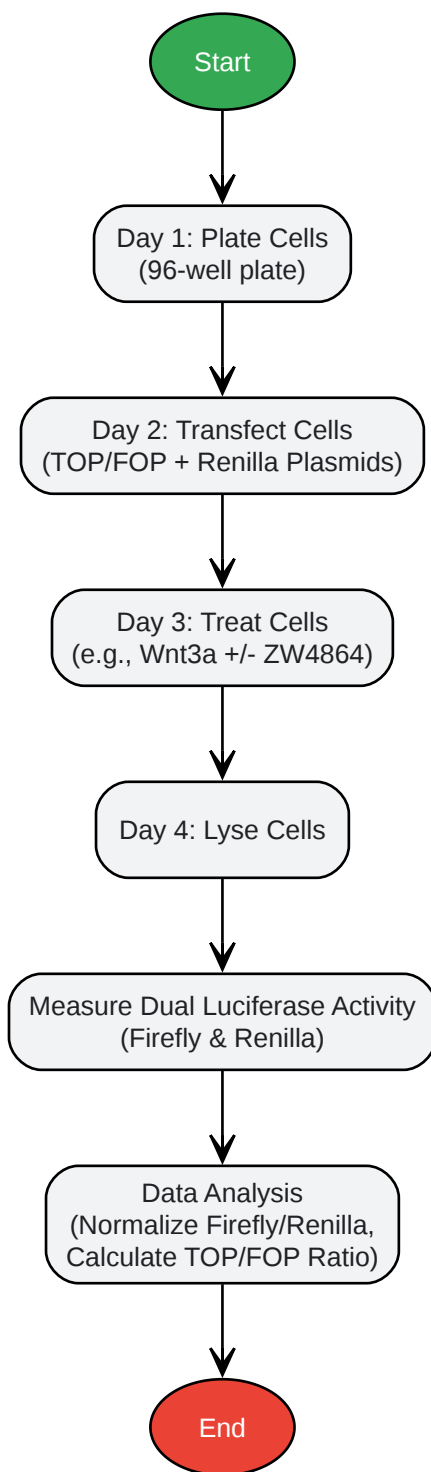 Start
Day 1: Plate Cells
(96-well plate)
Day 2: Transfect Cells
(TOP/FOP + Renilla Plasmids)
Day 3: Treat Cells
(e.g., Wnt3a +/- ZW4864)
Day 4: Lyse Cells
Measure Dual Luciferase Activity
(Firefly & Renilla)
Data Analysis
(Normalize Firefly/Renilla,
Calculate TOP/FOP Ratio)
End